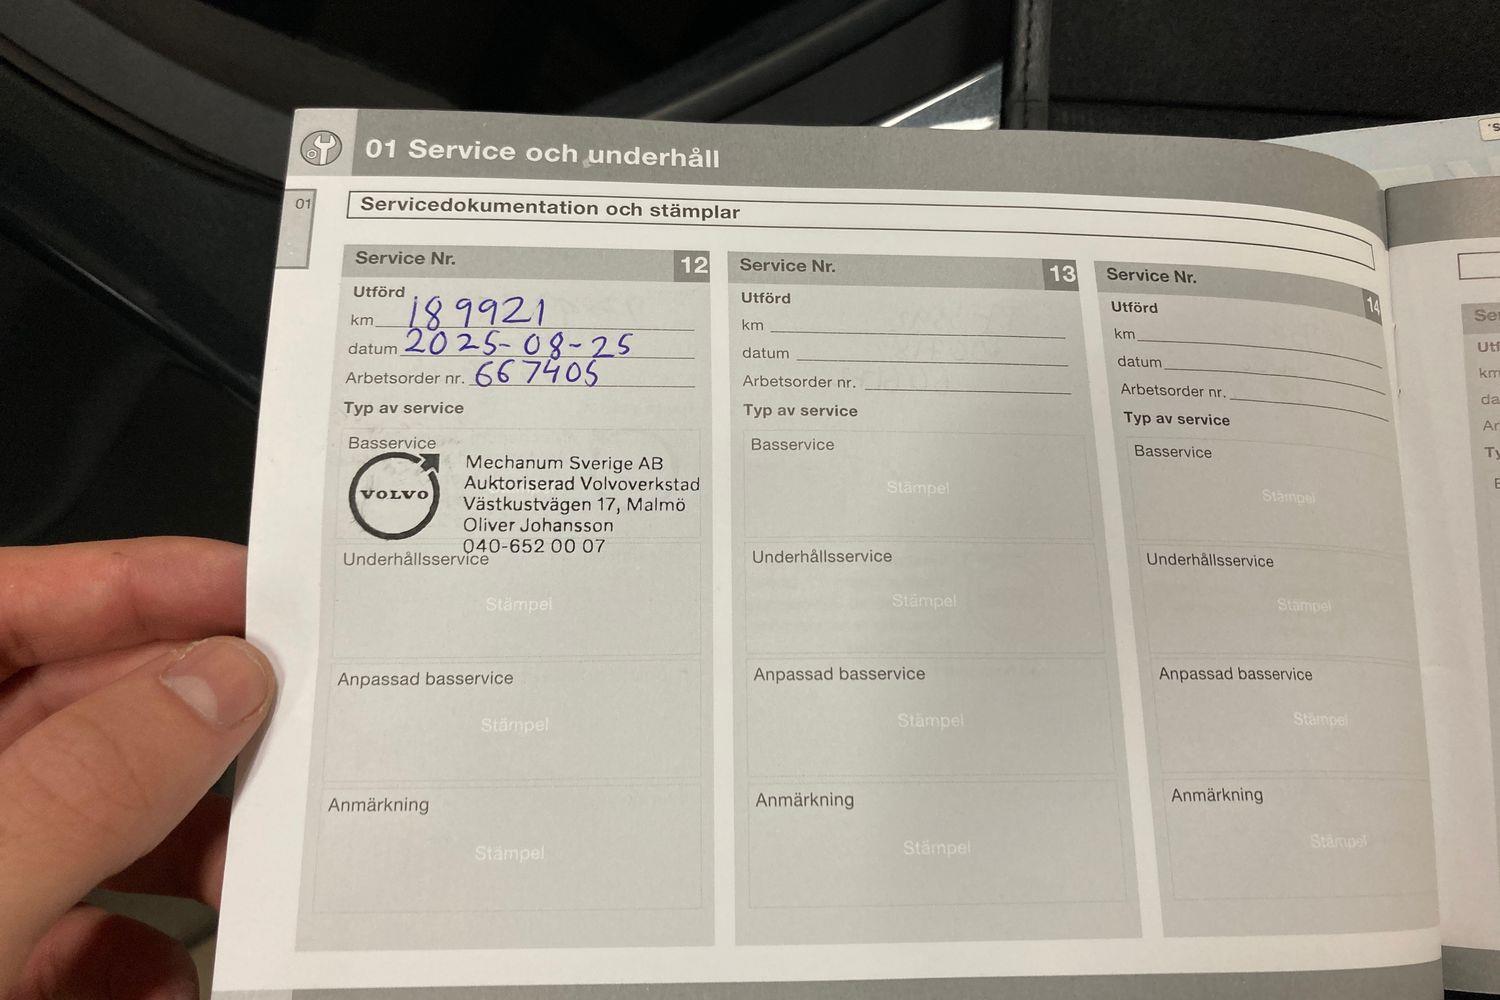 01 Service och underhåll
01
Servicedokumentation och stämplar
Service Nr. 12
Utförd
km 189921
datum 2025-08-25
Arbetsorder nr. 667405
Typ av service
Basservice
VOLVO
Mechanum Sverige AB
Auktoriserad Volvoverkstad
Västkustvägen 17, Malmö
Oliver Johansson
040-652 00 07
Underhållsservice
Stämpel
Anpassad basservice
Stämpel
Anmärkning
Stämpel
Service Nr. 13
Utförd
km
datum
Arbetsorder nr.
Typ av service
Basservice
Stämpel
Underhållsservice
Stämpel
Anpassad basservice
Stämpel
Anmärkning
Stämpel
Service Nr. 14
Utförd
km
datum
Arbetsorder nr.
Typ av service
Basservice
Stämpel
Underhållsservice
Stämpel
Anpassad basservice
Stämpel
Anmärkning
Stämpel